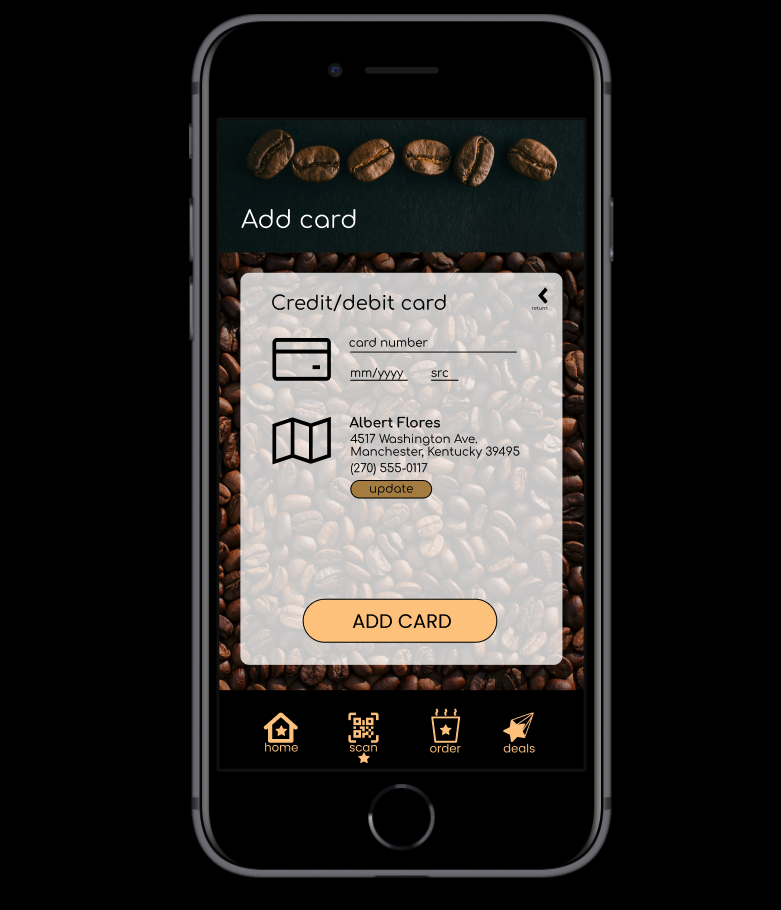 Add card
Credit/debit card
return
card number
mm/yyyy src
Albert Flores
4517 Washington Ave.
Manchester, Kentucky 39495
(270) 555-0117
update
ADD CARD
home scan order deals